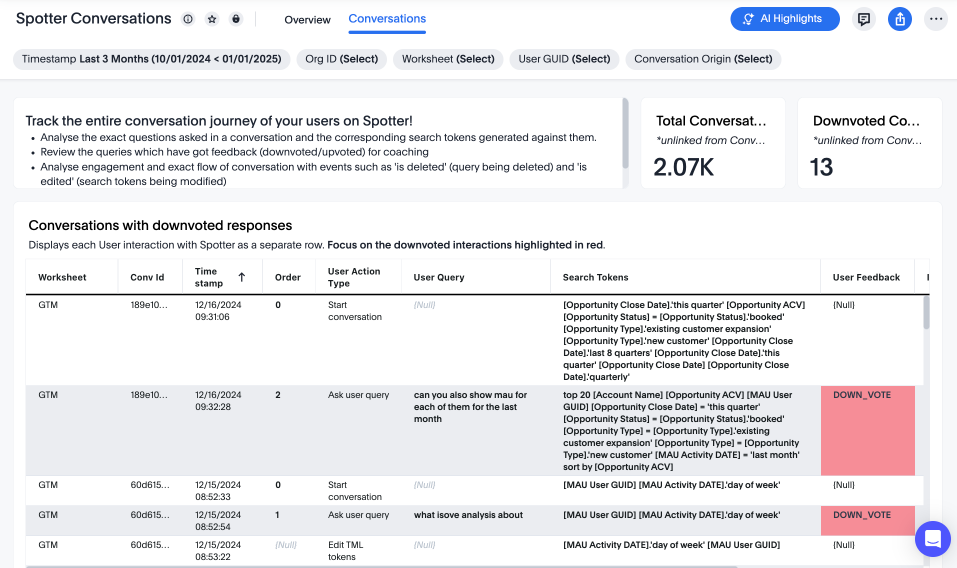 Spotter Conversations
Overview
Conversations
AI Highlights
Timestamp Last 3 Months (10/01/2024 < 01/01/2025)
Org ID (Select)
Worksheet (Select)
User GUID (Select)
Conversation Origin (Select)
Track the entire conversation journey of your users on Spotter!
• Analyse the exact questions asked in a conversation and the corresponding search tokens generated against them.
• Review the queries which have got feedback (downvoted/upvoted) for coaching
• Analyse engagement and exact flow of conversation with events such as 'is deleted' (query being deleted) and 'is
edited' (search tokens being modified)
Total Conversat...
*unlinked from Conv...
2.07K
Downvoted Co...
*unlinked from Conv...
13
Conversations with downvoted responses
Displays each User interaction with Spotter as a separate row. Focus on the downvoted interactions highlighted in red.
Worksheet
Conv Id
Time
stamp
Order
User Action
Type
User Query
Search Tokens
User Feedback
GTM
189e10...
12/16/2024
09:31:06
0
Start
conversation
{Null}
[Opportunity Close Date].'this quarter' [Opportunity ACV]
[Opportunity Status] = [Opportunity Status].'booked'
[Opportunity Type].'existing customer expansion'
[Opportunity Type].'new customer' [Opportunity Close
Date].'last 8 quarters' [Opportunity Close Date].'this
quarter' [Opportunity Close Date] [Opportunity Close
Date].'quarterly'
{Null}
GTM
189e10...
12/16/2024
09:32:28
2
Ask user query
can you also show mau for
each of them for the last
month
top 20 [Account Name] [Opportunity ACV] [MAU User
GUID] [Opportunity Close Date] = 'this quarter'
[Opportunity Status] = [Opportunity Status].'booked'
[Opportunity Type] = [Opportunity Type].'existing
customer expansion' [Opportunity Type] = [Opportunity
Type].'new customer' [MAU Activity DATE] = 'last month'
sort by [Opportunity ACV]
DOWN_VOTE
GTM
60d615...
12/15/2024
08:52:33
0
Start
conversation
{Null}
[MAU User GUID] [MAU Activity DATE].'day of week'
{Null}
GTM
60d615...
12/15/2024
08:52:54
1
Ask user query
what isove analysis about
[MAU User GUID] [MAU Activity DATE].'day of week'
DOWN_VOTE
GTM
60d615...
12/15/2024
08:53:22
{Null}
Edit TML
tokens
{Null}
[MAU Activity DATE].'day of week' [MAU User GUID]
{Null}